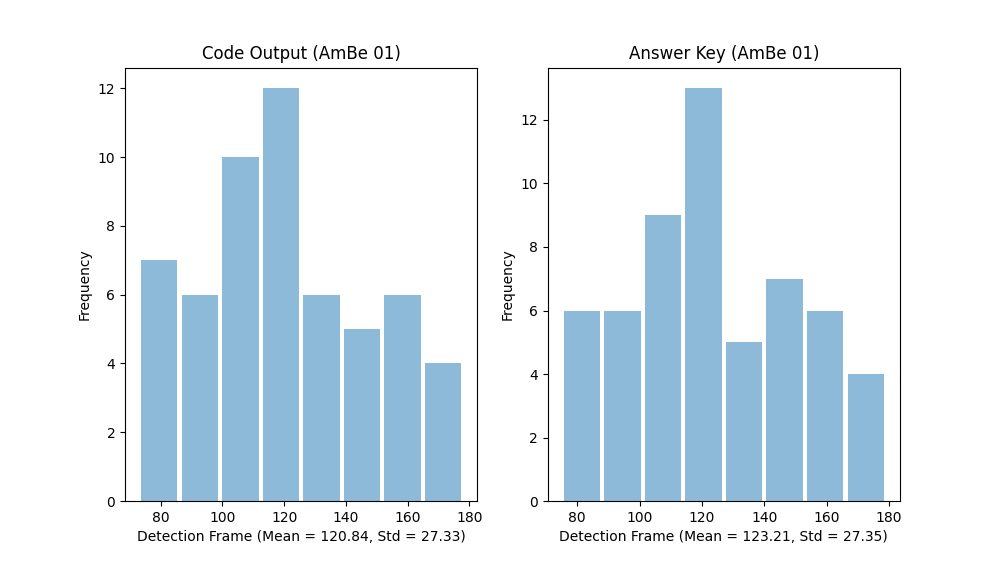 Code Output (AmBe 01)
Frequency
12
10
8
6
4
2
0
80 100 120 140 160 180
Detection Frame (Mean = 120.84, Std = 27.33)
Answer Key (AmBe 01)
Frequency
12
10
8
6
4
2
0
80 100 120 140 160 180
Detection Frame (Mean = 123.21, Std = 27.35)